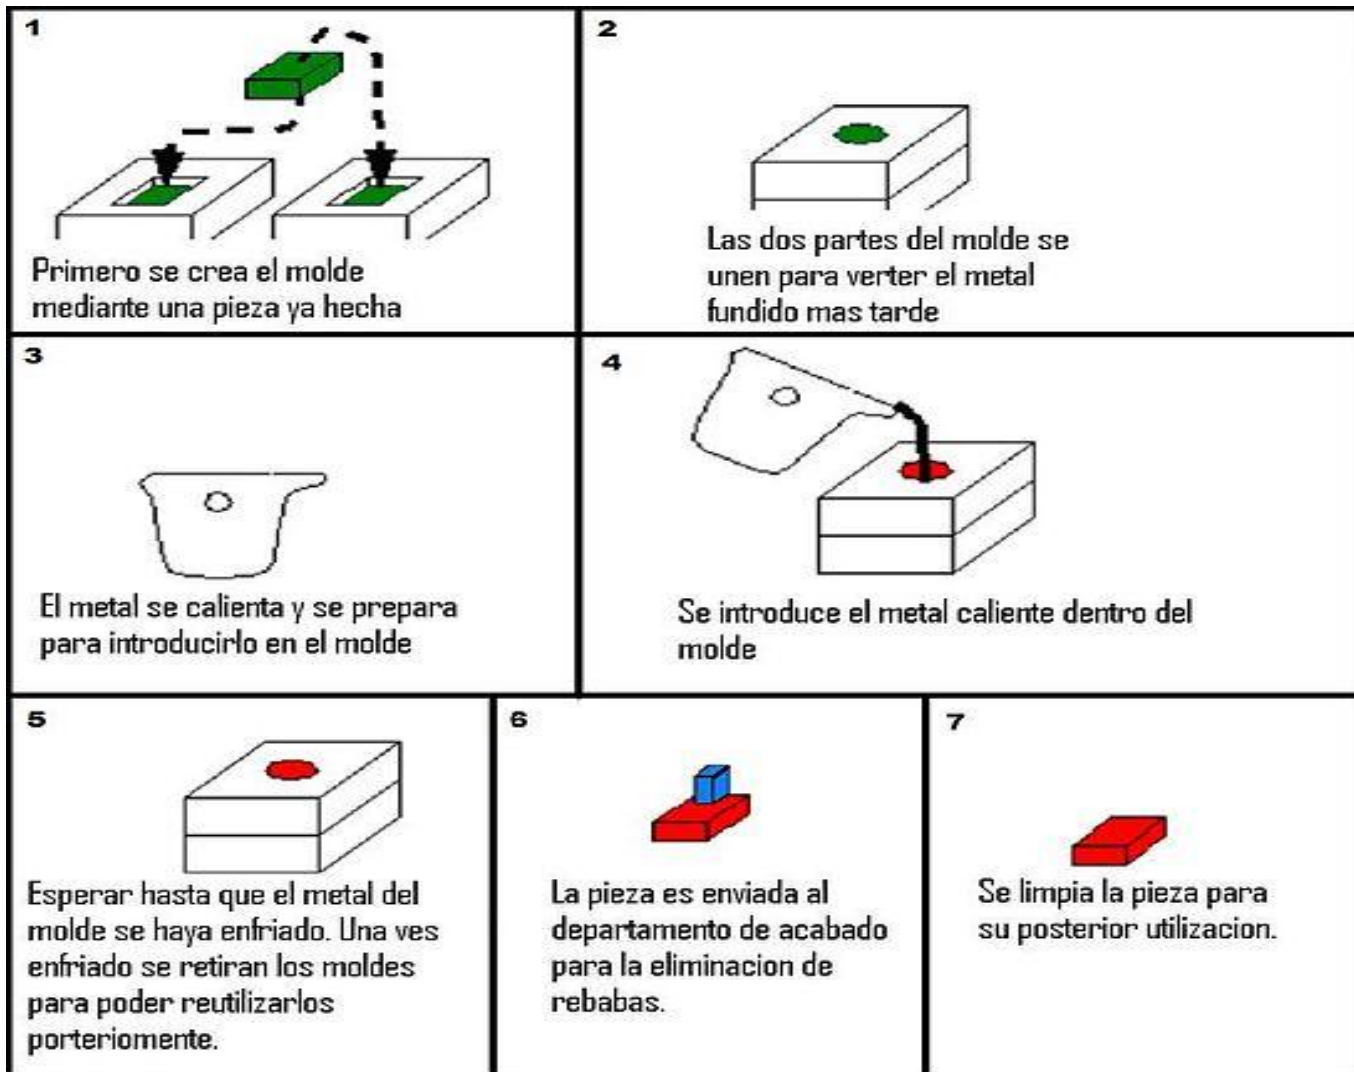 1
Primero se crea el molde
mediante una pieza ya hecha
2
Las dos partes del molde se
unen para verter el metal
fundido mas tarde
3
El metal se calienta y se prepara
para introducirlo en el molde
4
Se introduce el metal caliente dentro del
molde
5
Esperar hasta que el metal del
molde se haya enfriado. Una ves
enfriado se retiran los moldes
para poder reutilizarlos
porteriomente.
6
La pieza es enviada al
departamento de acabado
para la eliminacion de
rebabas.
7
Se limpia la pieza para
su posterior utilizacion.